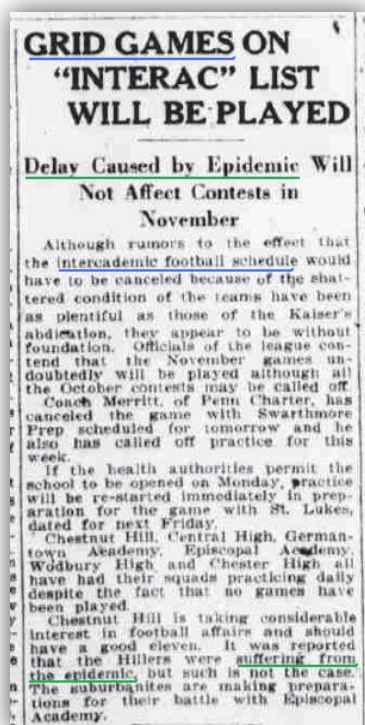 GRID GAMES ON
"INTERAC" LIST
WILL BE PLAYED
Delay Caused by Epidemic Will
Not Affect Contests in
November
Although rumors to the effect that
the intercademic football schedule would
have to be canceled because of the shat-
tered condition of the teams have been
as plentiful as those of the Kaiser's
abdication, they appear to be without
foundation. Officials of the league con-
tend that the November games un-
doubtedly will be played although all
the October contests may be called off.
Coach Merritt, of Penn Charter, has
canceled the game with Swarthmore
Prep scheduled for tomorrow and he
also has called off practice for this
week.
If the health authorities permit the
school to be opened on Monday, practice
will be re-started immediately in prep-
aration for the game with St. Lukes,
dated for next Friday.
Chestnut Hill, Central High, German-
town Academy, Episcopal Academy,
Wodbury High and Chester High all
have had their squads practicing daily
despite the fact that no games have
been played.
Chestnut Hill is taking considerable
interest in football affairs and should
have a good eleven. It was reported
that the Hillers were suffering from
the epidemic, but such is not the case.
The suburbanites are making prepara-
tions for their battle with Episcopal
Academy.